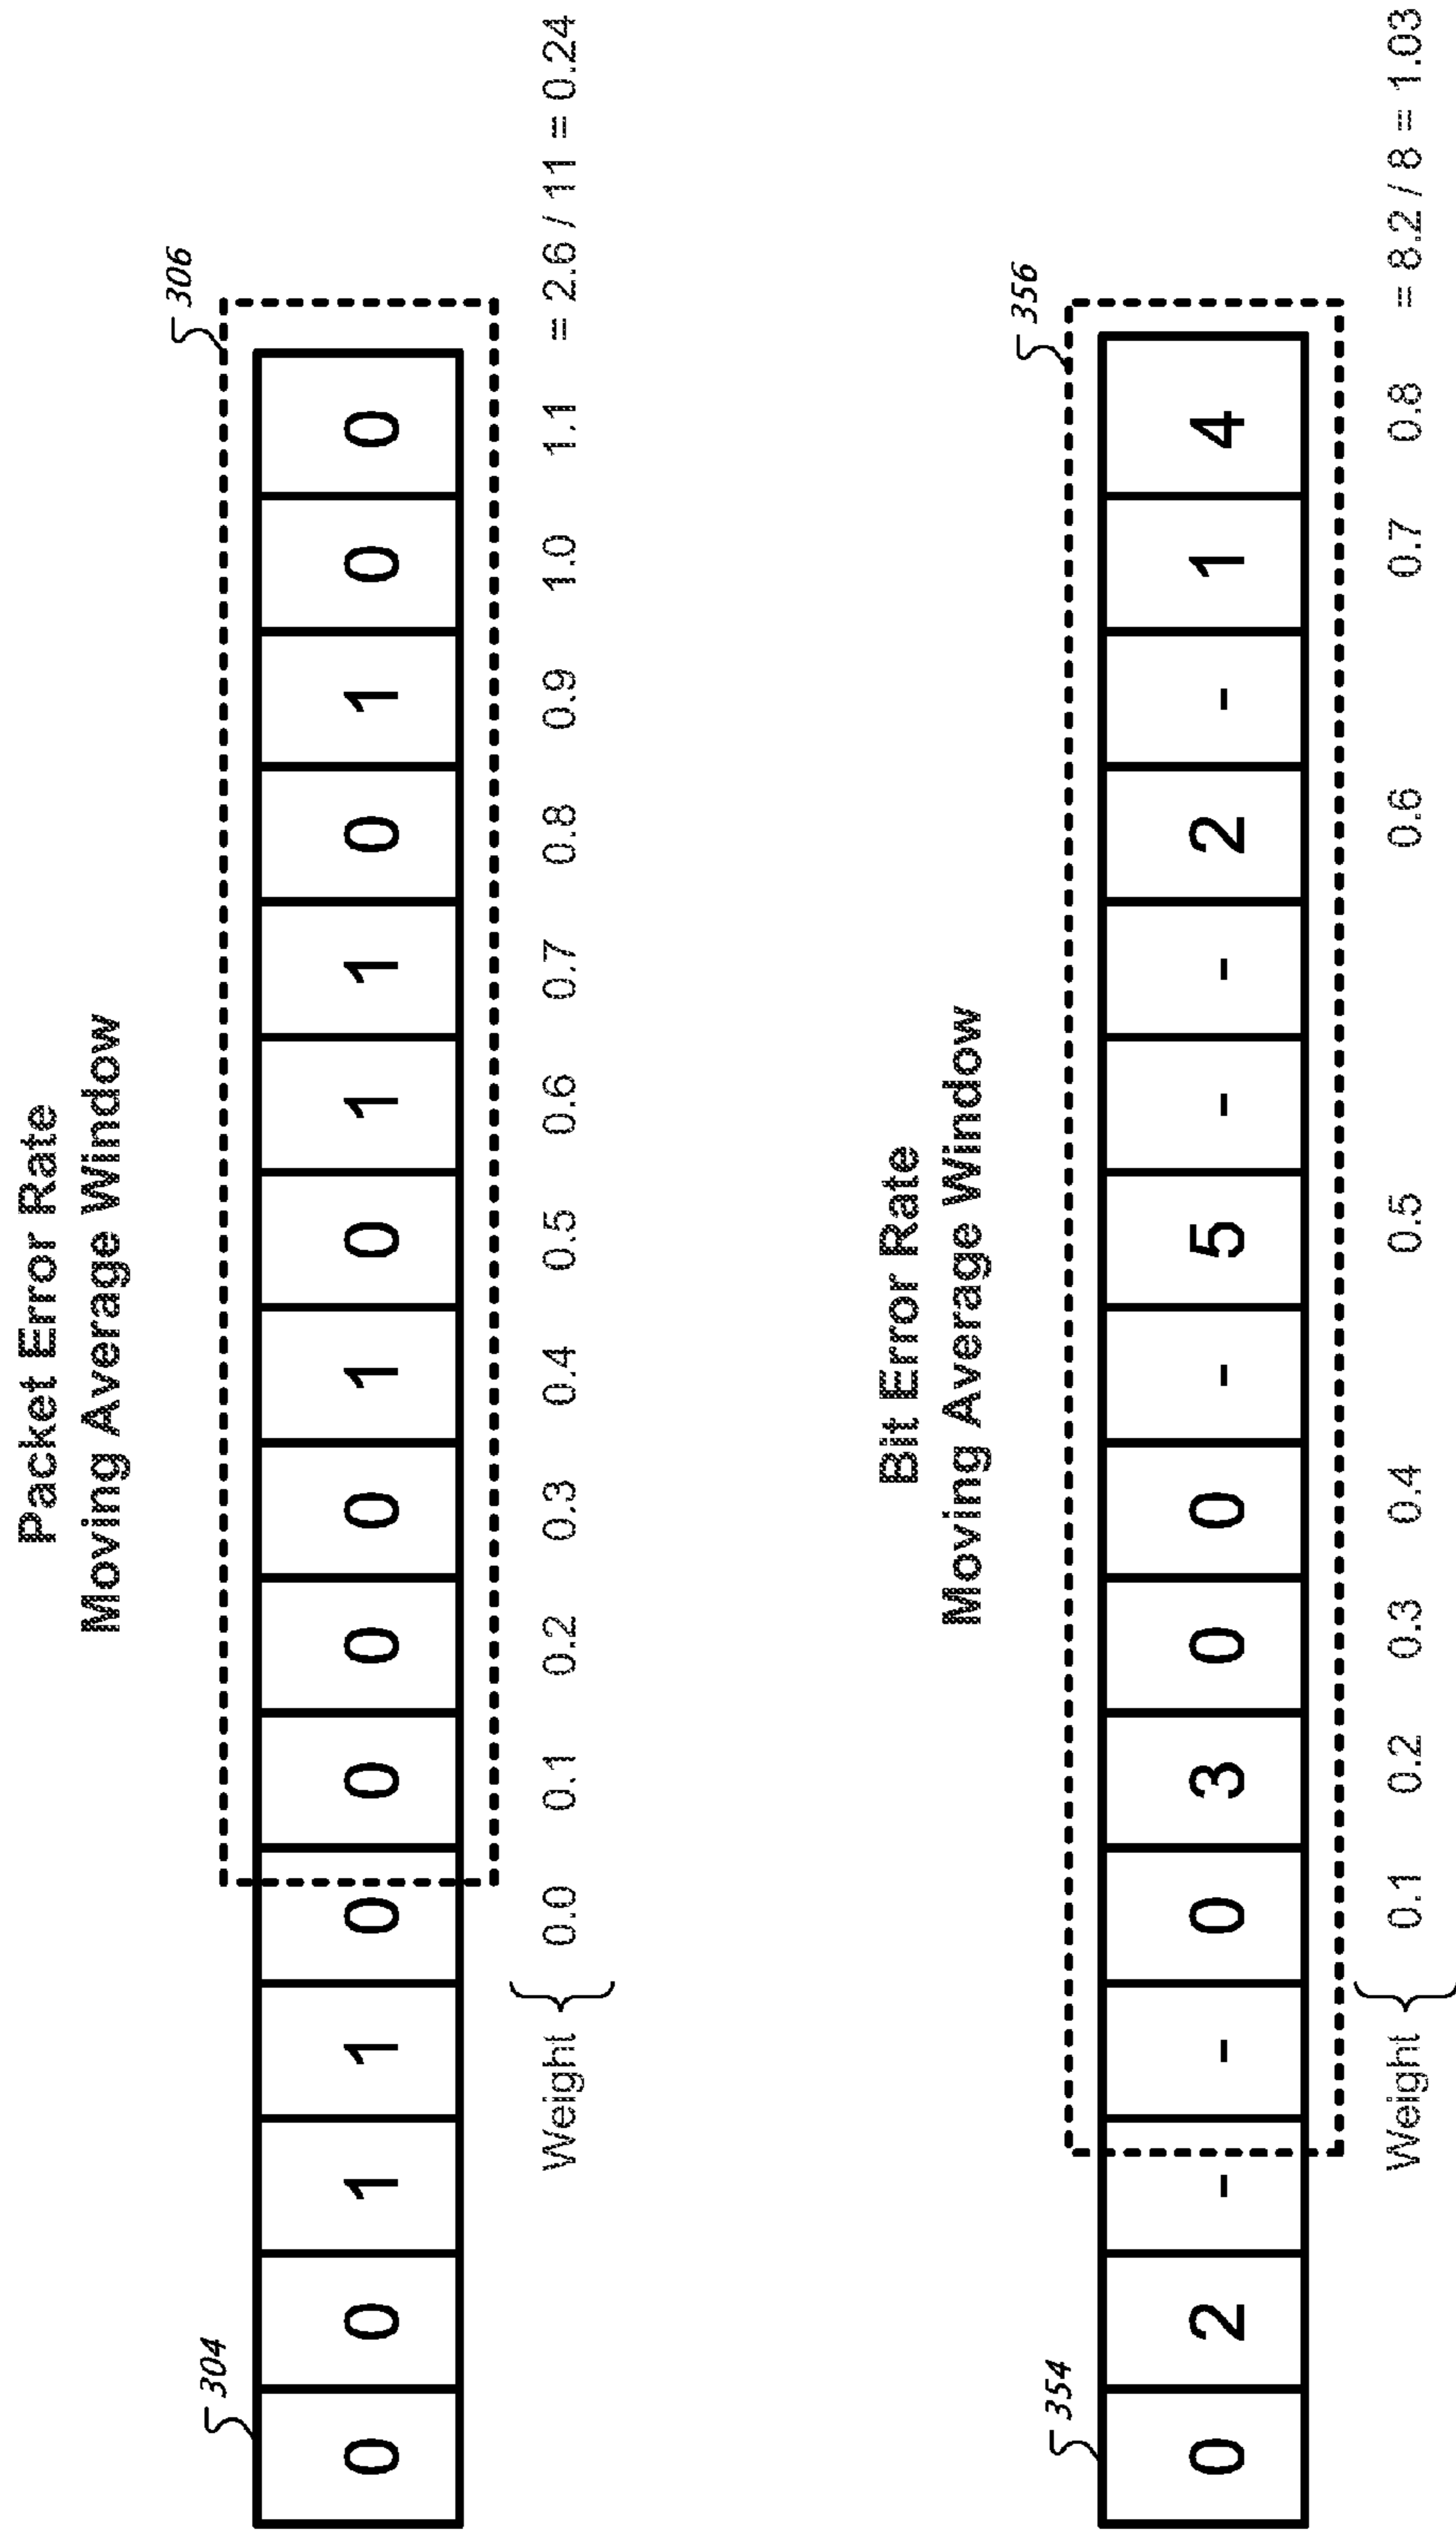 Packet Error Rate
Moving Average Window
304
306
0 0 1 1 0 0 0 0 1 0 1 1 0 1 0 0
Weight { 0.0 0.1 0.2 0.3 0.4 0.5 0.6 0.7 0.8 0.9 1.0 1.1 = 2.6 / 11 = 0.24
Bit Error Rate
Moving Average Window
354
356
0 2 - - 0 3 0 0 - 5 - - 2 - 1 4
Weight { 0.1 0.2 0.3 0.4 0.5 0.6 0.7 0.8 = 8.2 / 8 = 1.03